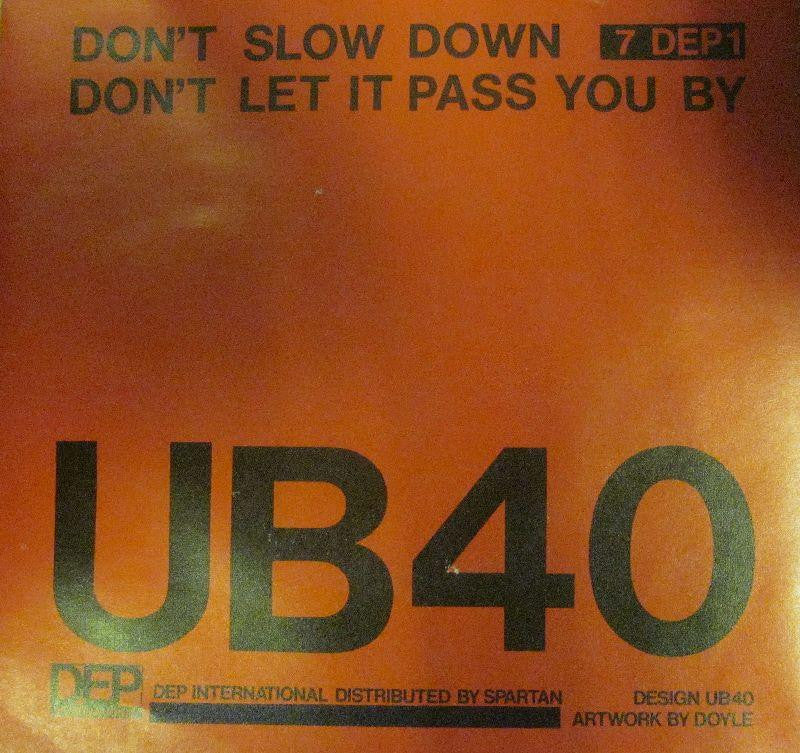 DON'T SLOW DOWN 7 DEP 1
DON'T LET IT PASS YOU BY
UB40
DEP
DEP INTERNATIONAL DISTRIBUTED BY SPARTAN
DESIGN UB40
ARTWORK BY DOYLE